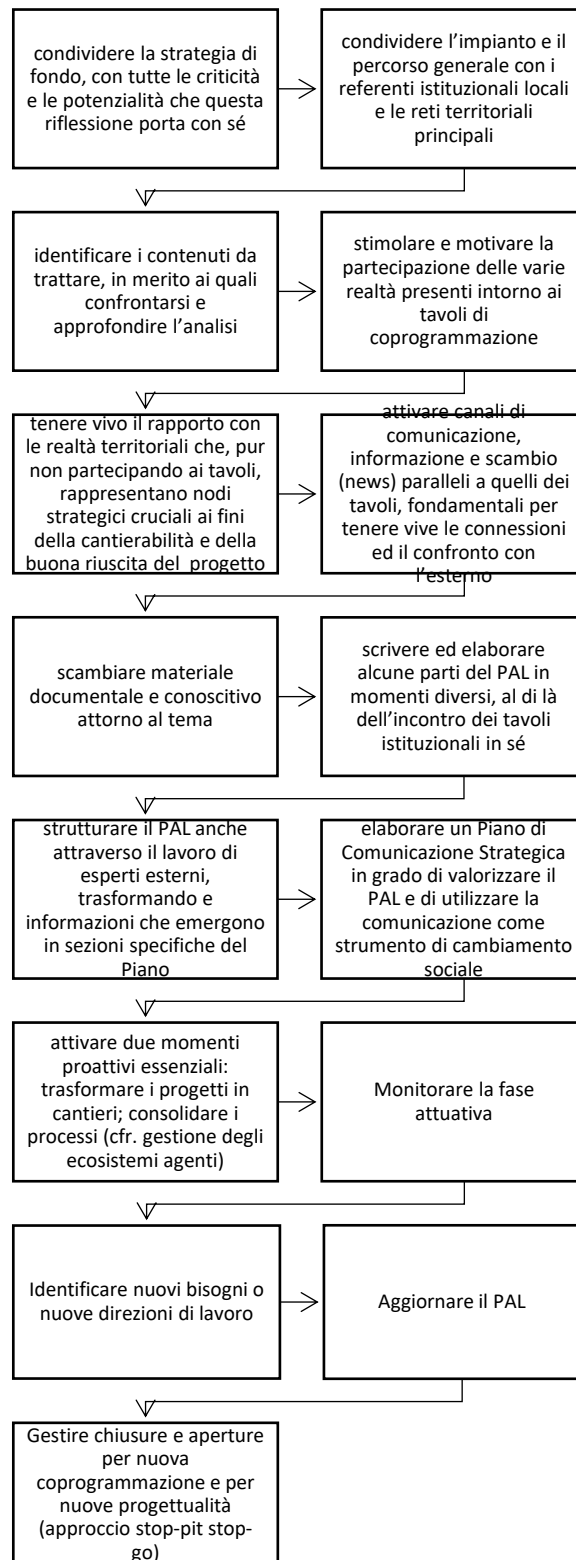 condividere la strategia di
fondo, con tutte le criticità
e le potenzialità che questa
riflessione porta con sé
condividere l'impianto e il
percorso generale con i
referenti istituzionali locali
e le reti territoriali
principali
identificare i contenuti da
trattare, in merito ai quali
confrontarsi e
approfondire l'analisi
stimolare e motivare la
partecipazione delle varie
realtà presenti intorno ai
tavoli di
coprogrammazione
tenere vivo il rapporto con
le realtà territoriali che, pur
non partecipando ai tavoli,
rappresentano nodi
strategici cruciali ai fini
della cantierabilità e della
buona riuscita del progetto
attivare canali di
comunicazione,
informazione e scambio
(news) paralleli a quelli dei
tavoli, fondamentali per
tenere vive le connessioni
ed il confronto con
l'esterno
scambiare materiale
documentale e conoscitivo
attorno al tema
scrivere ed elaborare
alcune parti del PAL in
momenti diversi, al di là
dell'incontro dei tavoli
istituzionali in sé
strutturare il PAL anche
attraverso il lavoro di
esperti esterni,
trasformando e
informazioni che emergono
in sezioni specifiche del
Piano
elaborare un Piano di
Comunicazione Strategica
in grado di valorizzare il
PAL e di utilizzare la
comunicazione come
strumento di cambiamento
sociale
attivare due momenti
proattivi essenziali:
trasformare i progetti in
cantieri; consolidare i
processi (cfr. gestione degli
ecosistemi agenti)
Monitorare la fase
attuativa
Identificare nuovi bisogni o
nuove direzioni di lavoro
Aggiornare il PAL
Gestire chiusure e aperture
per nuova
coprogrammazione e per
nuove progettualità
(approccio stop-pit stop-
go)